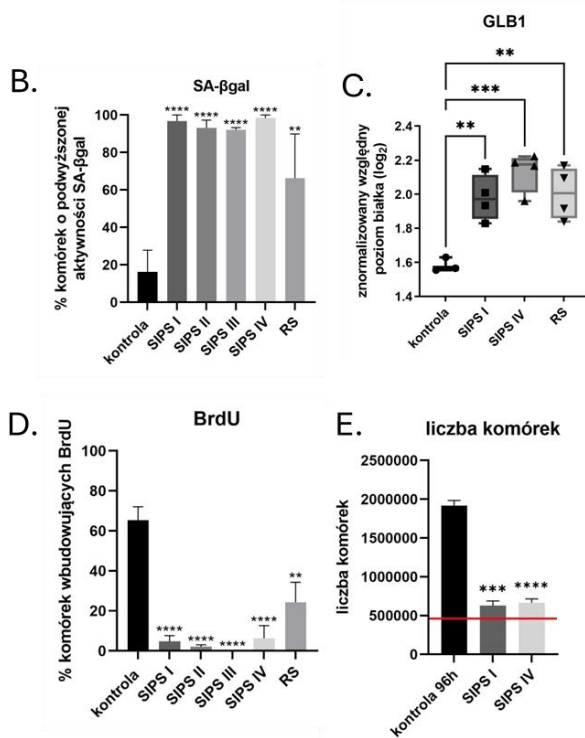 B.
SA-βgal
% komórek o podwyższonej
aktywności SA-βgal
100
80
60
40
20
0
****
****
****
****
**
kontrola
SIPS I
SIPS II
SIPS III
SIPS IV
RS
C.
GLB1
znormalizowany względny
poziom białka (log₂)
2.4
2.2
2.0
1.8
1.6
1.4
**
***
**
kontrola
SIPS I
SIPS IV
RS
D.
BrdU
% komórek wbudowujących BrdU
100
80
60
40
20
0
****
****
****
****
**
kontrola
SIPS I
SIPS II
SIPS III
SIPS IV
RS
E.
liczba komórek
liczba komórek
2500000
2000000
1500000
1000000
500000
0
***
****
kontrola 96h
SIPS I
SIPS IV